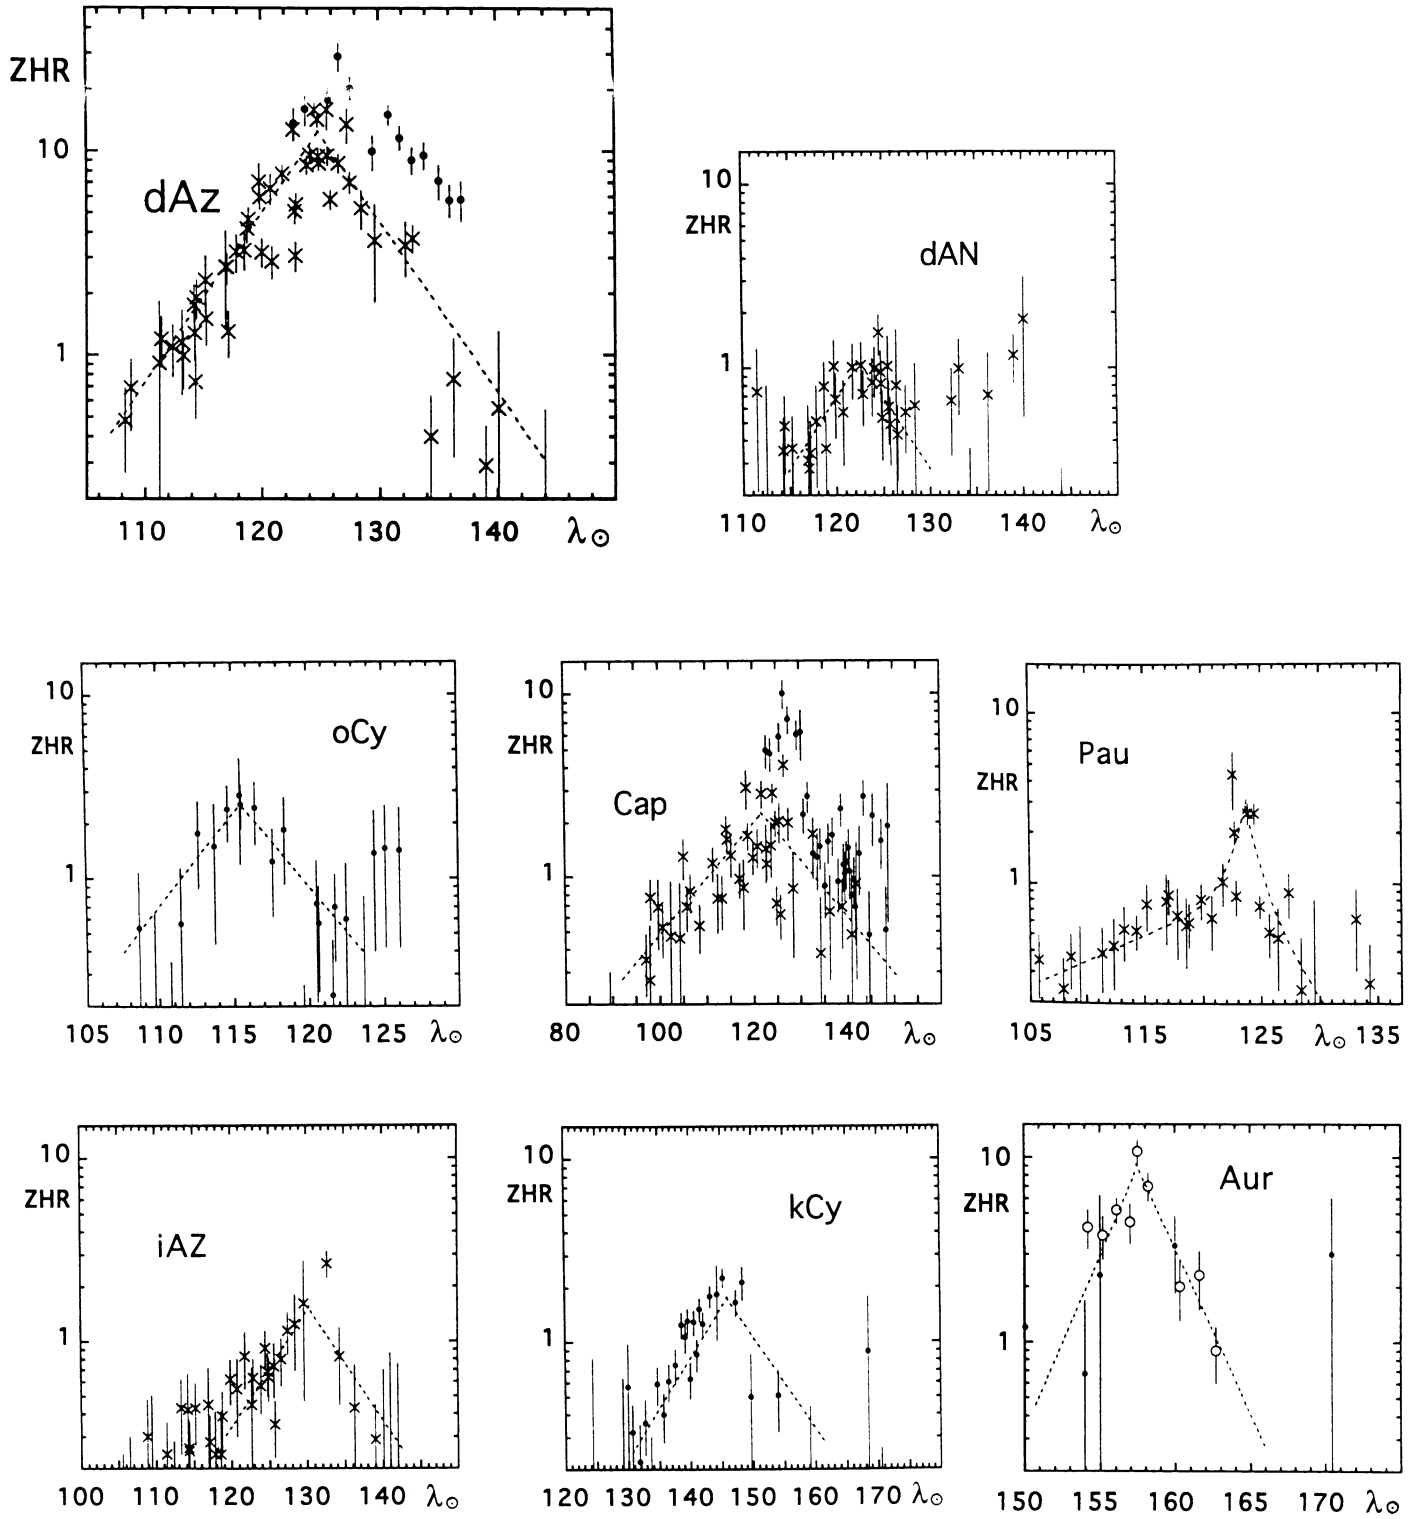 ZHR
10
dAz
1
110 120 130 140 λ⊙
10
ZHR
dAN
1
110 120 130 140 λ⊙
10
ZHR
oCy
1
105 110 115 120 125 λ⊙
10
ZHR
Cap
1
80 100 120 140 λ⊙
10
Pau
ZHR
1
105 115 125 λ⊙ 135
10
ZHR
iAZ
1
100 110 120 130 140 λ⊙
10
ZHR
kCy
1
120 130 140 150 160 170 λ⊙
10
Aur
ZHR
1
150 155 160 165 170 λ⊙